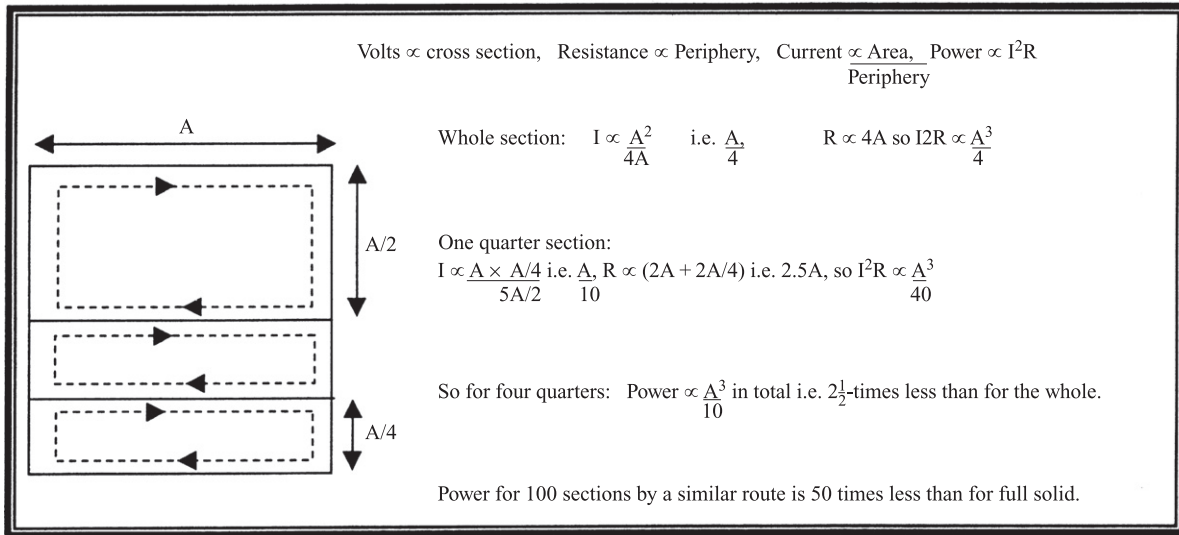 Volts ∝ cross section, Resistance ∝ Periphery, Current ∝ Area, Power ∝ I²R
Periphery
A
Whole section: I ∝ A² i.e. A, R ∝ 4A so I2R ∝ A³
4A 4 4
A/2
One quarter section:
I ∝ A × A/4 i.e. A, R ∝ (2A + 2A/4) i.e. 2.5A, so I²R ∝ A³
5A/2 10 40
So for four quarters: Power ∝ A³ in total i.e. 2½-times less than for the whole.
10
A/4
Power for 100 sections by a similar route is 50 times less than for full solid.